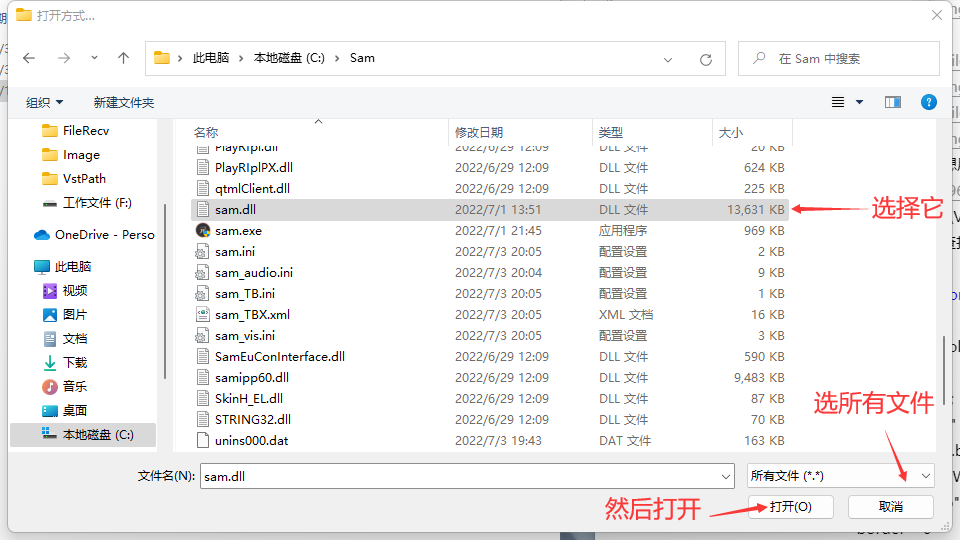 打开方式...
此电脑 > 本地磁盘 (C:) > Sam
在 Sam 中搜索
组织 新建文件夹
名称 修改日期 类型 大小
FileRecv
Image
VstPath
工作文件 (F:)
OneDrive - Perso
此电脑
视频
图片
文档
下载
音乐
桌面
本地磁盘 (C:)
PlayRIpl.dll 2022/6/29 12:09 DLL 文件 20 KB
PlayRIplPX.dll 2022/6/29 12:09 DLL 文件 624 KB
qtmlClient.dll 2022/6/29 12:09 DLL 文件 225 KB
sam.dll 2022/7/1 13:51 DLL 文件 13,631 KB 选择它
sam.exe 2022/7/1 21:45 应用程序 969 KB
sam.ini 2022/7/3 20:05 配置设置 2 KB
sam_audio.ini 2022/7/3 20:04 配置设置 9 KB
sam_TB.ini 2022/7/3 20:05 配置设置 1 KB
sam_TBX.xml 2022/7/3 20:05 XML 文档 16 KB
sam_vis.ini 2022/7/3 20:05 配置设置 3 KB
SamEuConInterface.dll 2022/6/29 12:09 DLL 文件 590 KB
samipp60.dll 2022/6/29 12:09 DLL 文件 9,483 KB
SkinH_EL.dll 2022/6/29 12:09 DLL 文件 87 KB
STRING32.dll 2022/6/29 12:09 DLL 文件 70 KB
unins000.dat 2022/7/3 19:43 DAT 文件 163 KB
选所有文件
文件名(N): sam.dll 所有文件 (*.*)
然后打开 打开(O) 取消